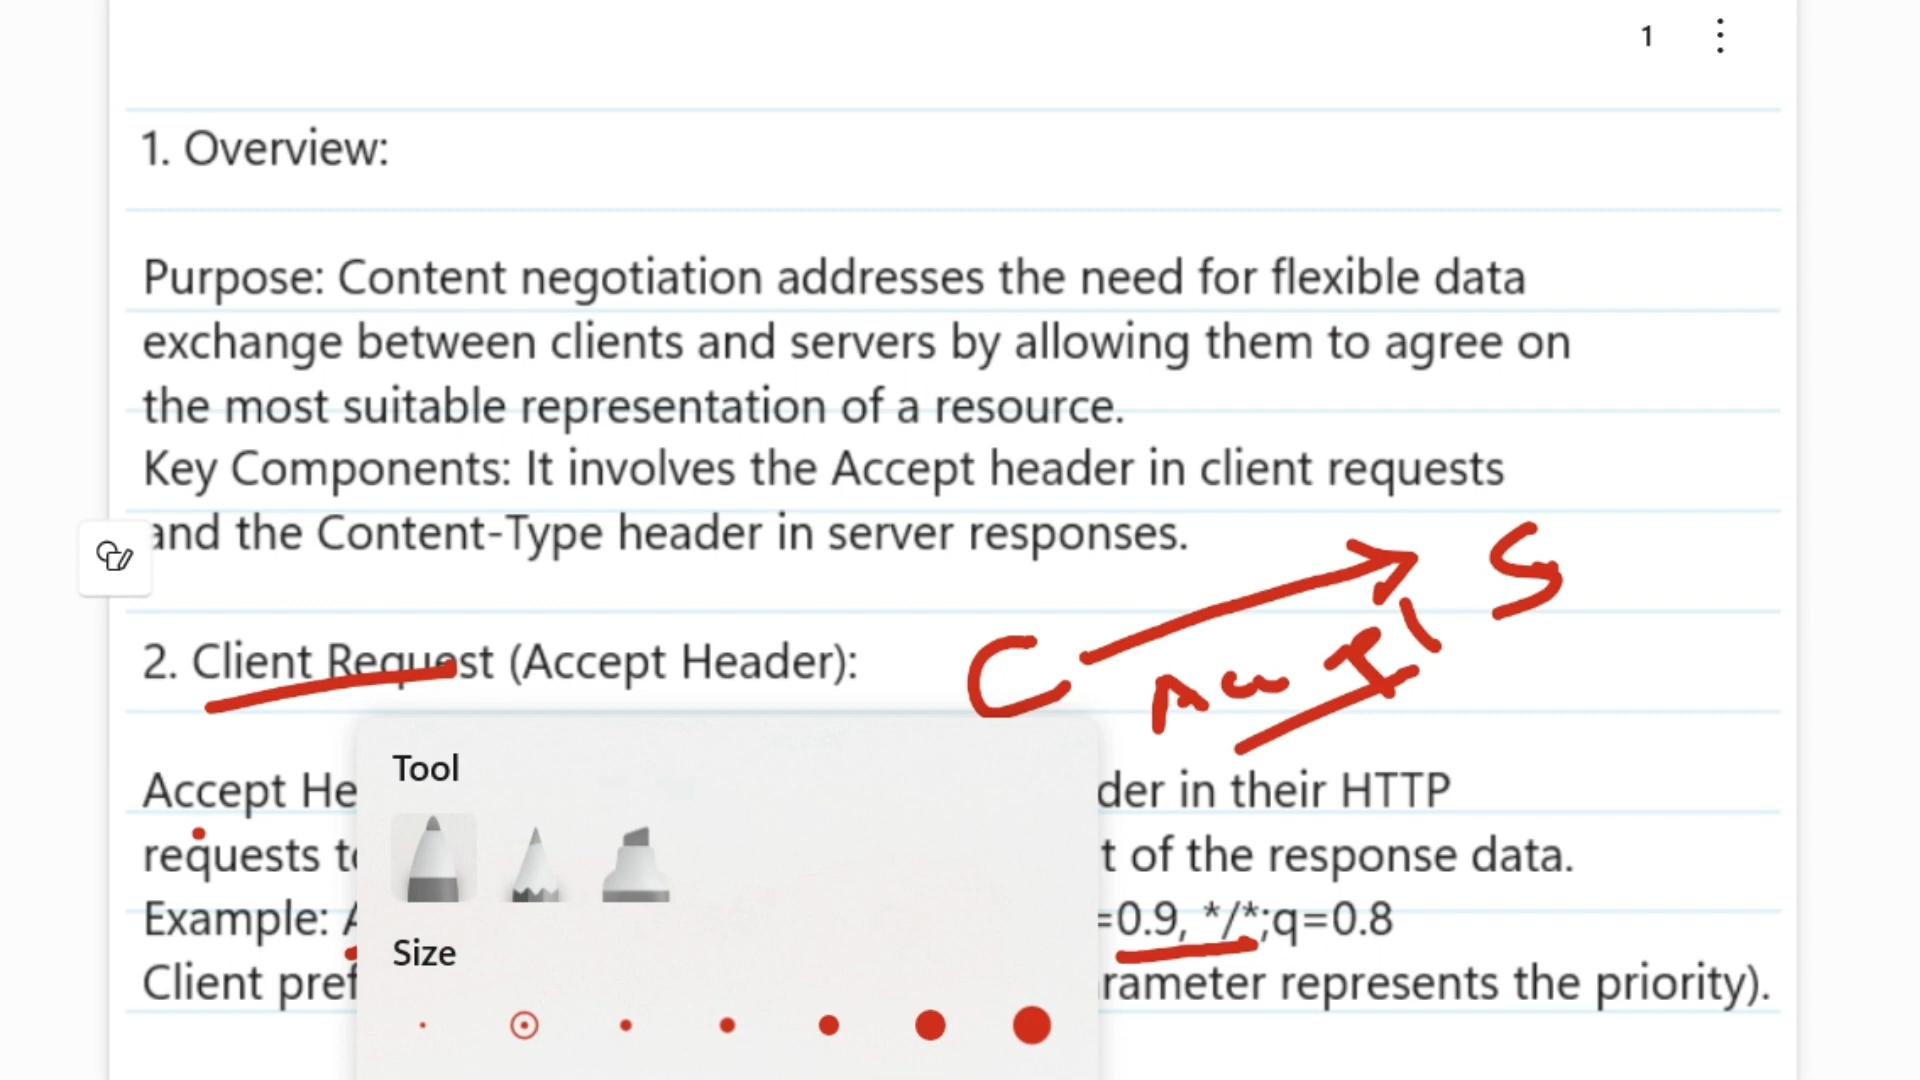 1
1. Overview:
Purpose: Content negotiation addresses the need for flexible data
exchange between clients and servers by allowing them to agree on
the most suitable representation of a resource.
Key Components: It involves the Accept header in client requests
and the Content-Type header in server responses.
S
2. Client Request (Accept Header):
C
Tool
Accept He der in their HTTP
requests of the response data.
Example: =0.9, */*;q=0.8
Size
Client pref rameter represents the priority).